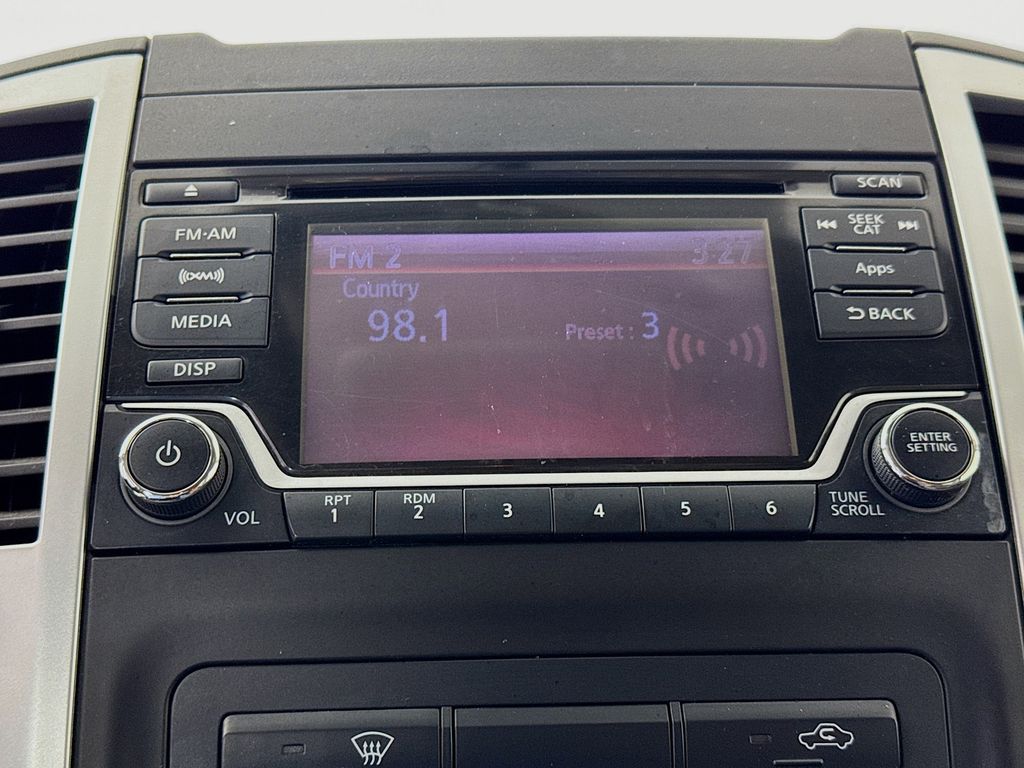 SCAN
FM·AM
SEEK
CAT
XM
Apps
MEDIA
BACK
DISP
FM 2 3:27
Country
98.1 Preset : 3
ENTER
SETTING
VOL
RPT
1
RDM
2
3
4
5
6
TUNE
SCROLL